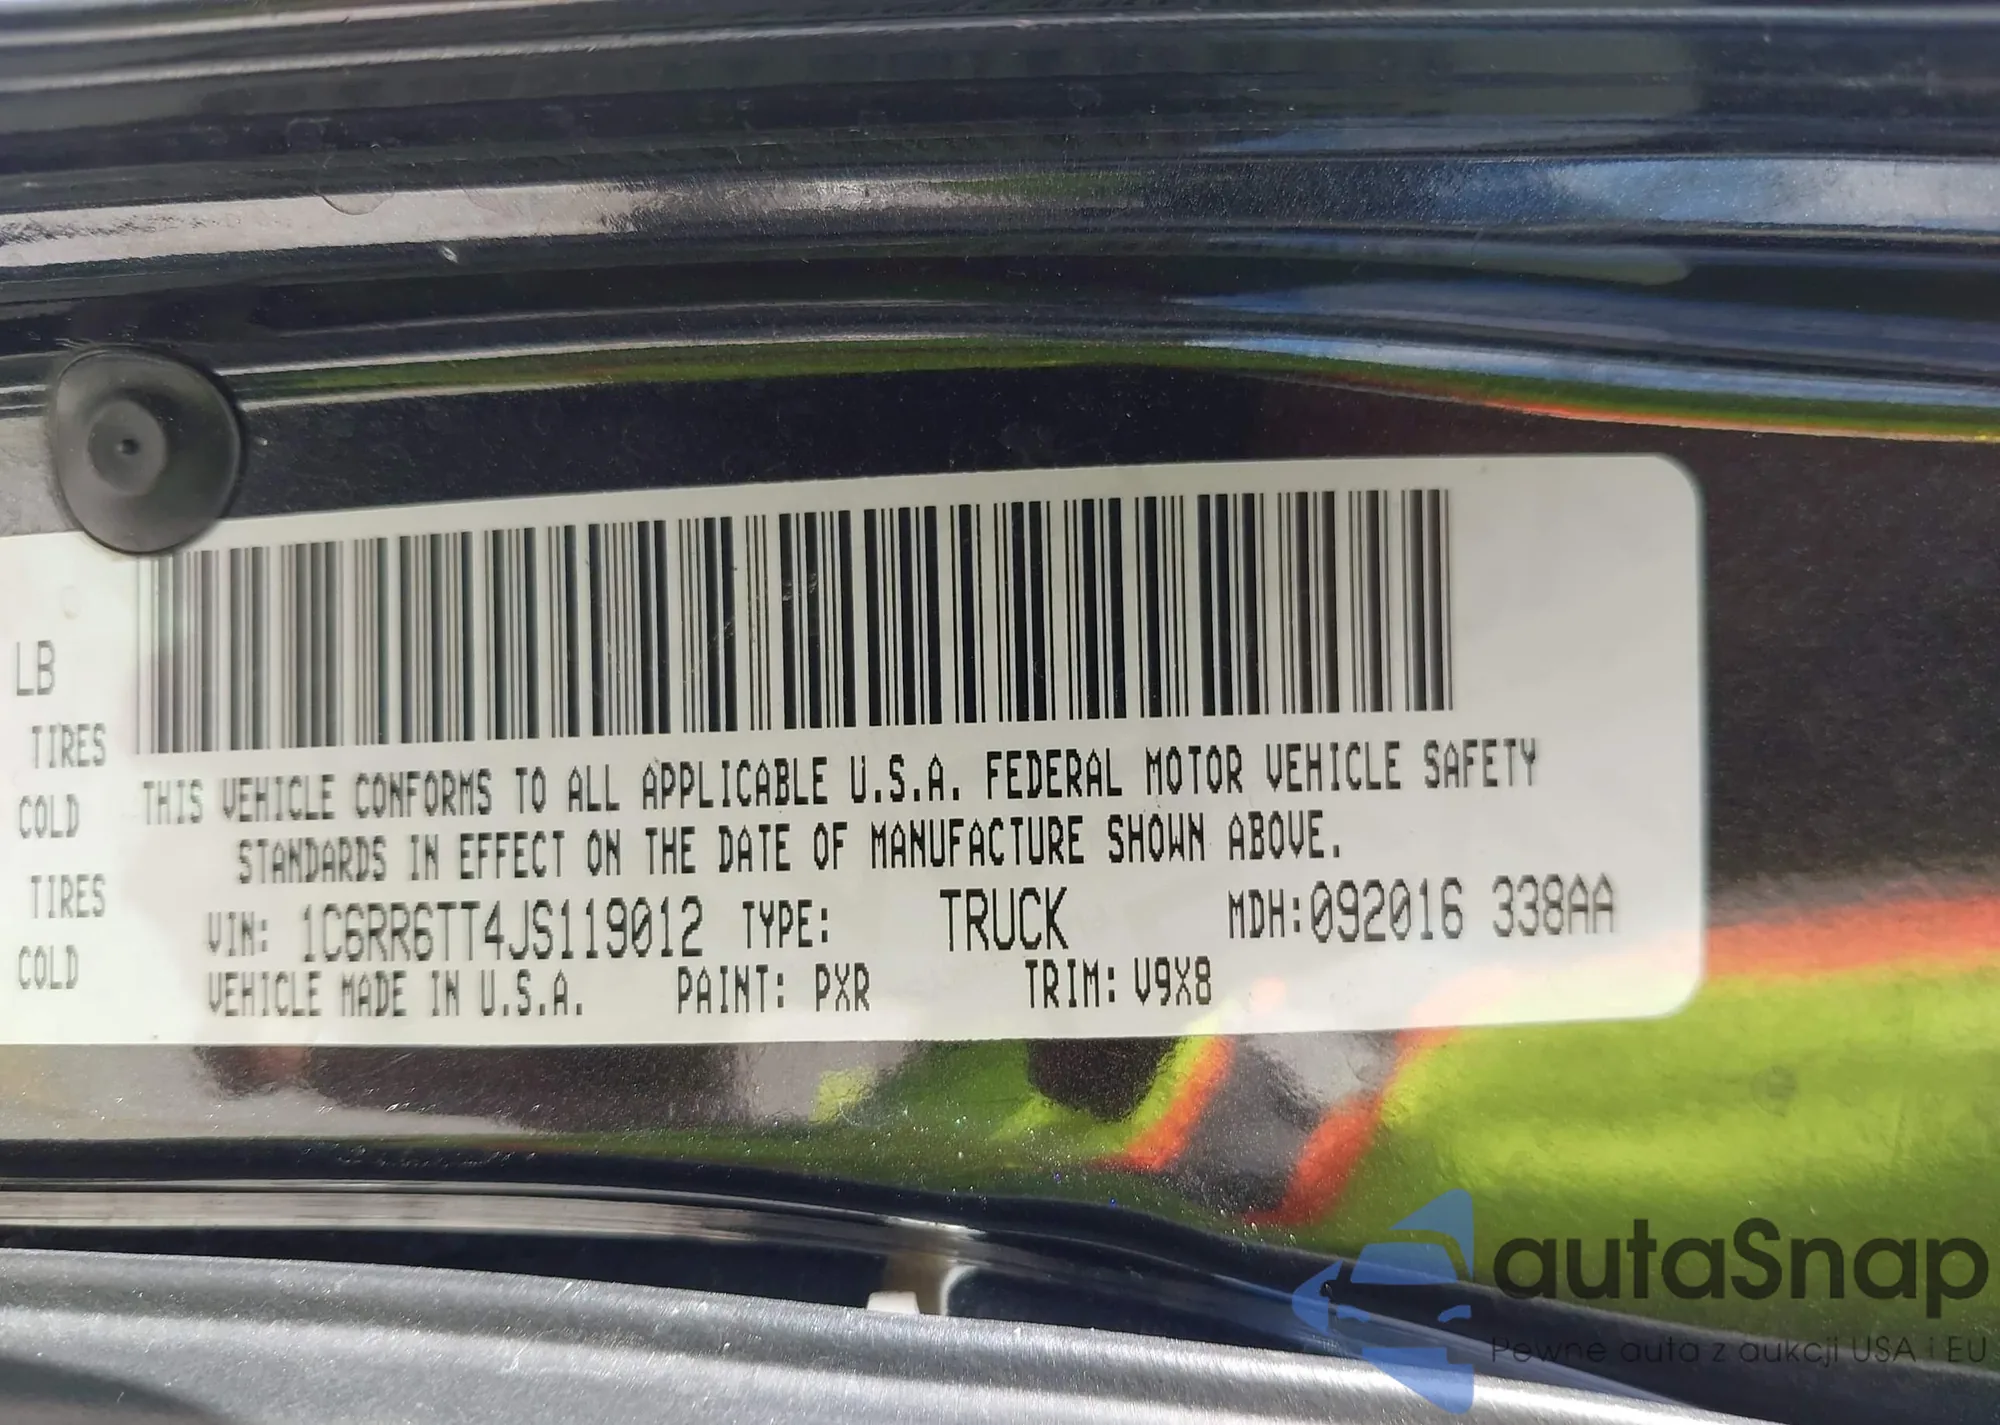 LB
TIRES
COLD
TIRES
COLD
THIS VEHICLE CONFORMS TO ALL APPLICABLE U.S.A. FEDERAL MOTOR VEHICLE SAFETY
STANDARDS IN EFFECT ON THE DATE OF MANUFACTURE SHOWN ABOVE.
VIN: 1C6RR6TT4JS119012 TYPE: TRUCK MDH:092016 338AA
VEHICLE MADE IN U.S.A. PAINT: PXR TRIM: V9X8
autaSnap
Pewne auta z aukcji USA i EU